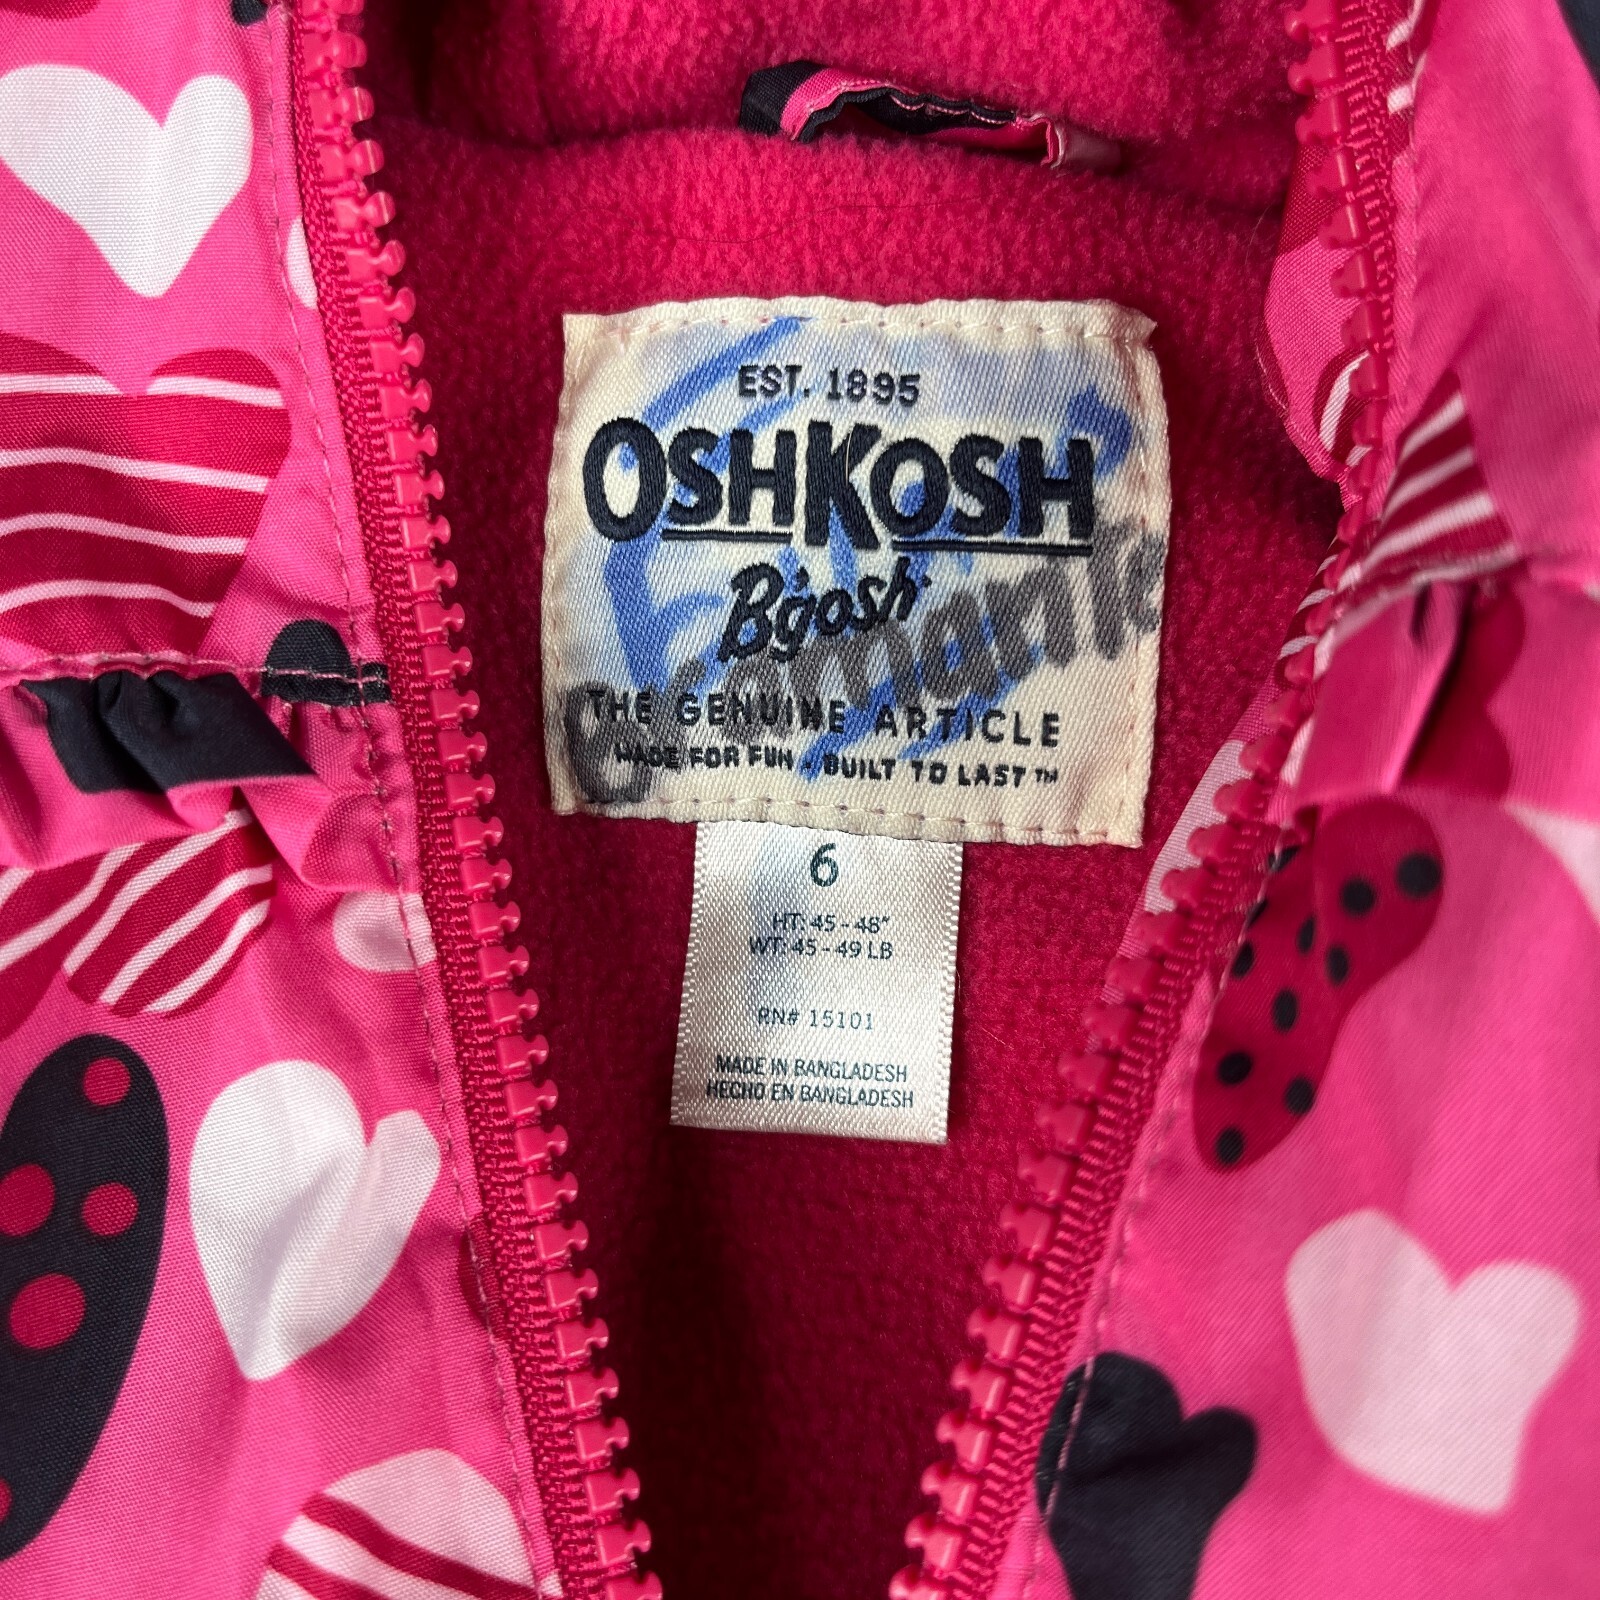 EST. 1895
OSHKOSH
B'gosh
THE GENUINE ARTICLE
MADE FOR FUN - BUILT TO LAST™
6
HT: 45 - 48"
WT: 45 - 49 LB
RN# 15101
MADE IN BANGLADESH
HECHO EN BANGLADESH